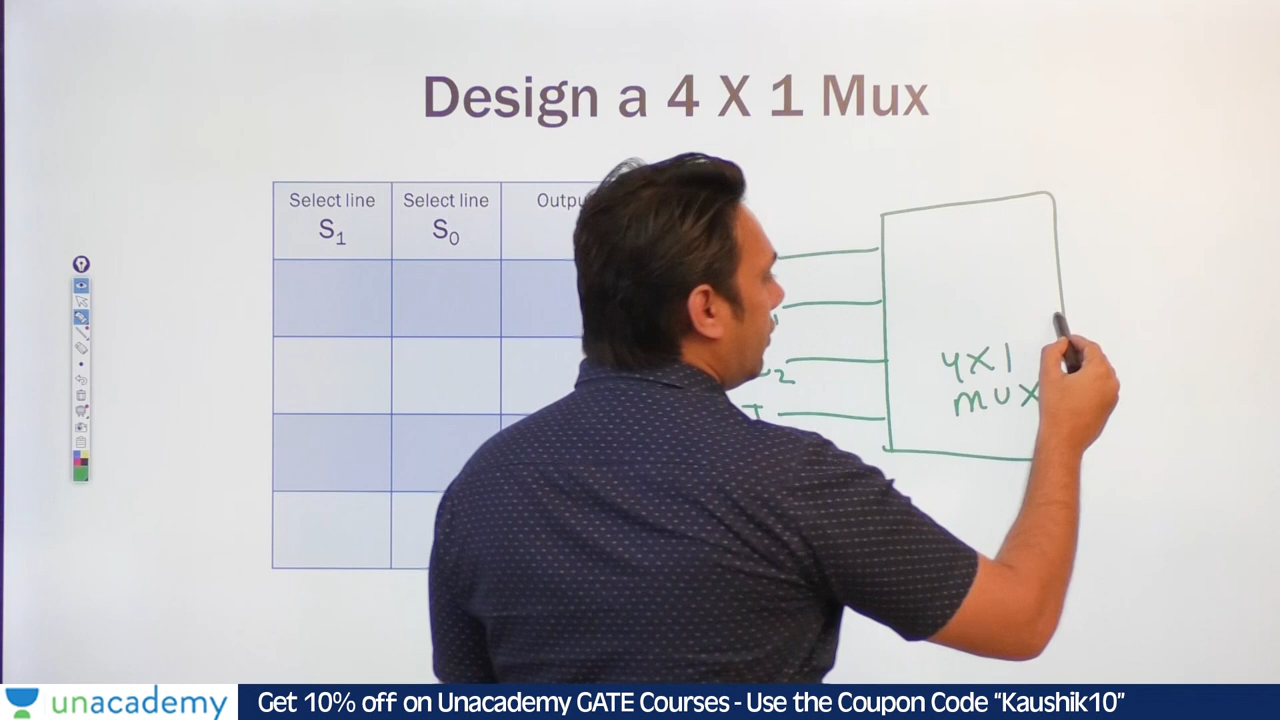 Design a 4 X 1 Mux
Select line Select line
S1 S0
2
4X1
MUX
unacademy Get 10% off on Unacademy GATE Courses - Use the Coupon Code “Kaushik10”